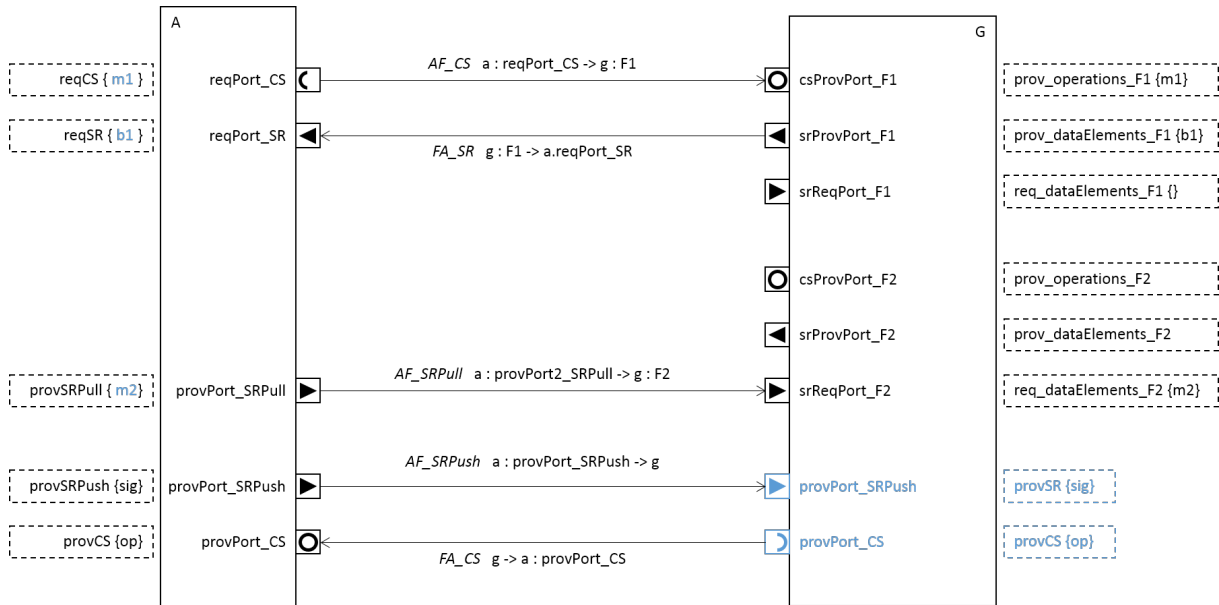 A
G
AF_CS a : reqPort_CS -> g : F1
reqCS { m1 }
reqPort_CS
csProvPort_F1
prov_operations_F1 {m1}
reqSR { b1 }
reqPort_SR
srProvPort_F1
prov_dataElements_F1 {b1}
FA_SR g : F1 -> a.reqPort_SR
srReqPort_F1
req_dataElements_F1 {}
csProvPort_F2
prov_operations_F2
srProvPort_F2
prov_dataElements_F2
AF_SRPull a : provPort2_SRPull -> g : F2
provSRPull { m2}
provPort_SRPull
srReqPort_F2
req_dataElements_F2 {m2}
AF_SRPush a : provPort_SRPush -> g
provSRPush {sig}
provPort_SRPush
provPort_SRPush
provSR {sig}
provCS {op}
provPort_CS
provPort_CS
provCS {op}
FA_CS g -> a : provPort_CS